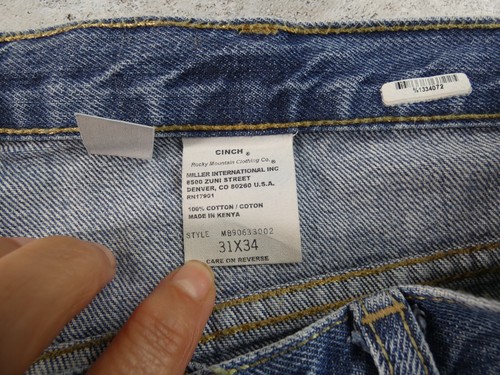 %1334072
CINCH ®
Rocky Mountain Clothing Co.®
MILLER INTERNATIONAL INC
8500 ZUNI STREET
DENVER, CO 80260 U.S.A.
RN17801
100% COTTON / COTON
MADE IN KENYA
STYLE MB90633002
31X34
CARE ON REVERSE